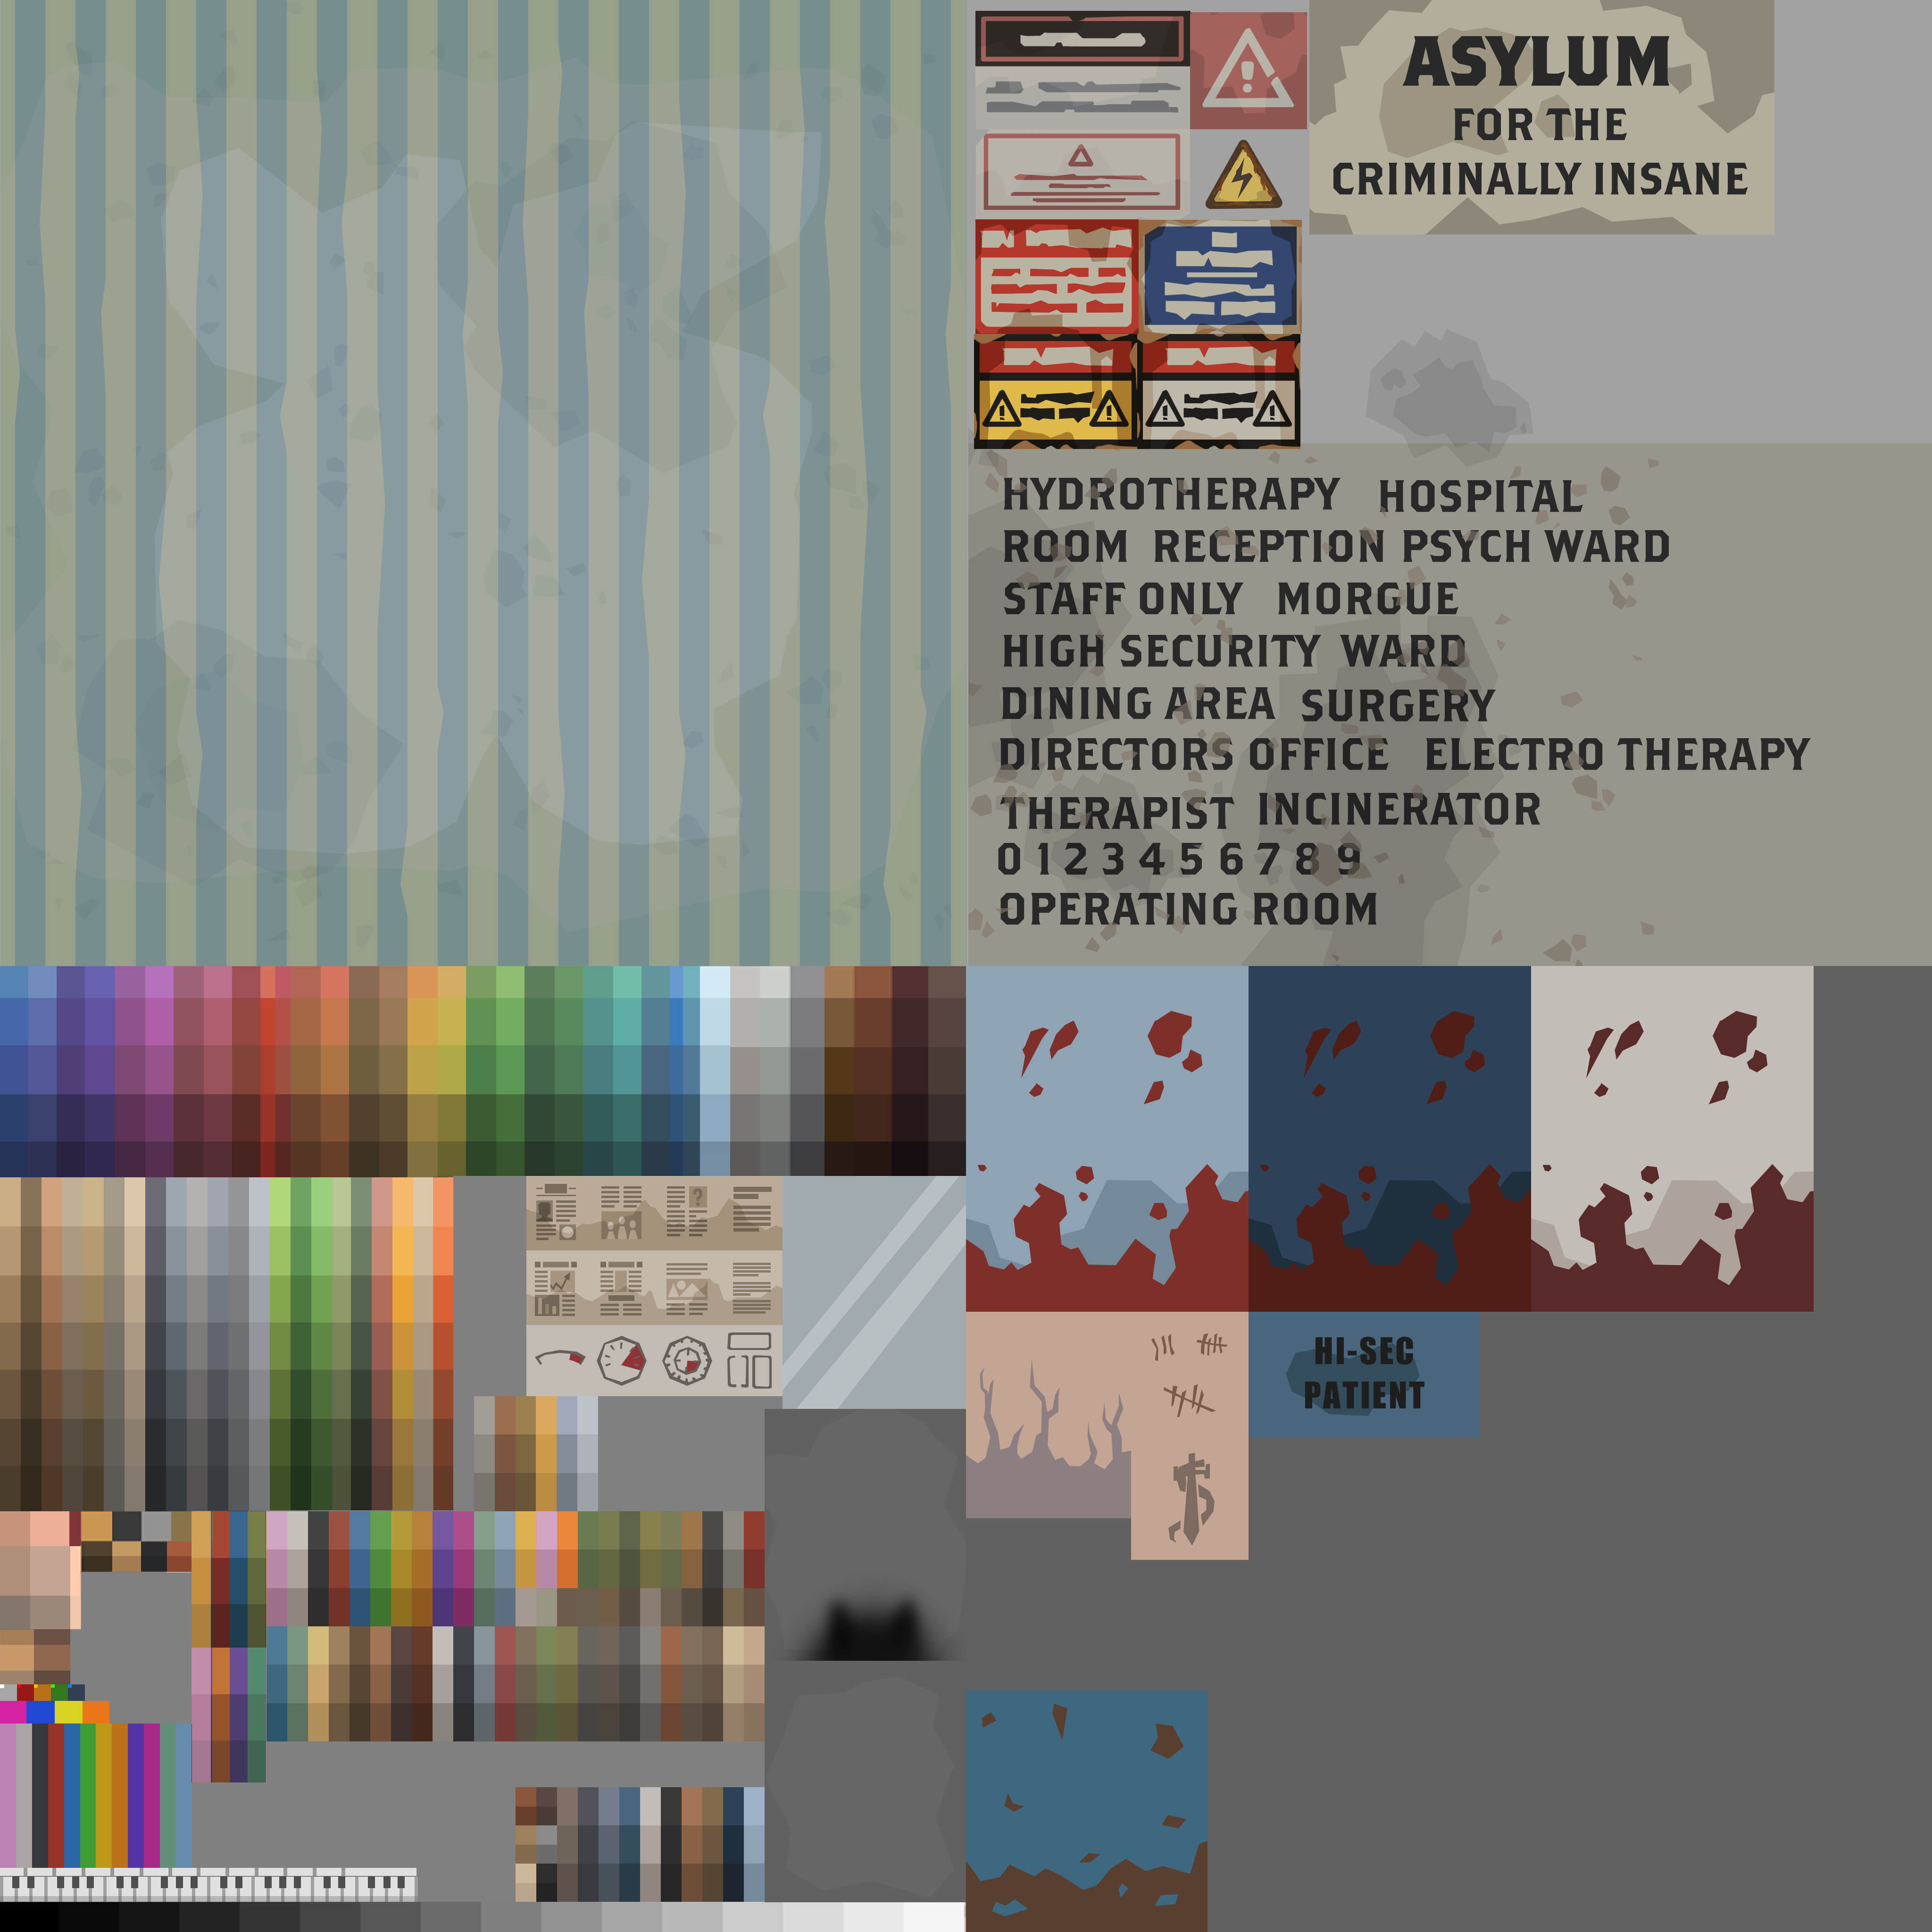 ASYLUM
FOR THE
CRIMINALLY INSANE
HYDROTHERAPY HOSPITAL
ROOM RECEPTION PSYCH WARD
STAFF ONLY MORGUE
HIGH SECURITY WARD
DINING AREA SURGERY
DIRECTORS OFFICE ELECTRO THERAPY
THERAPIST INCINERATOR
0 1 2 3 4 5 6 7 8 9
OPERATING ROOM
HI-SEC
PATIENT